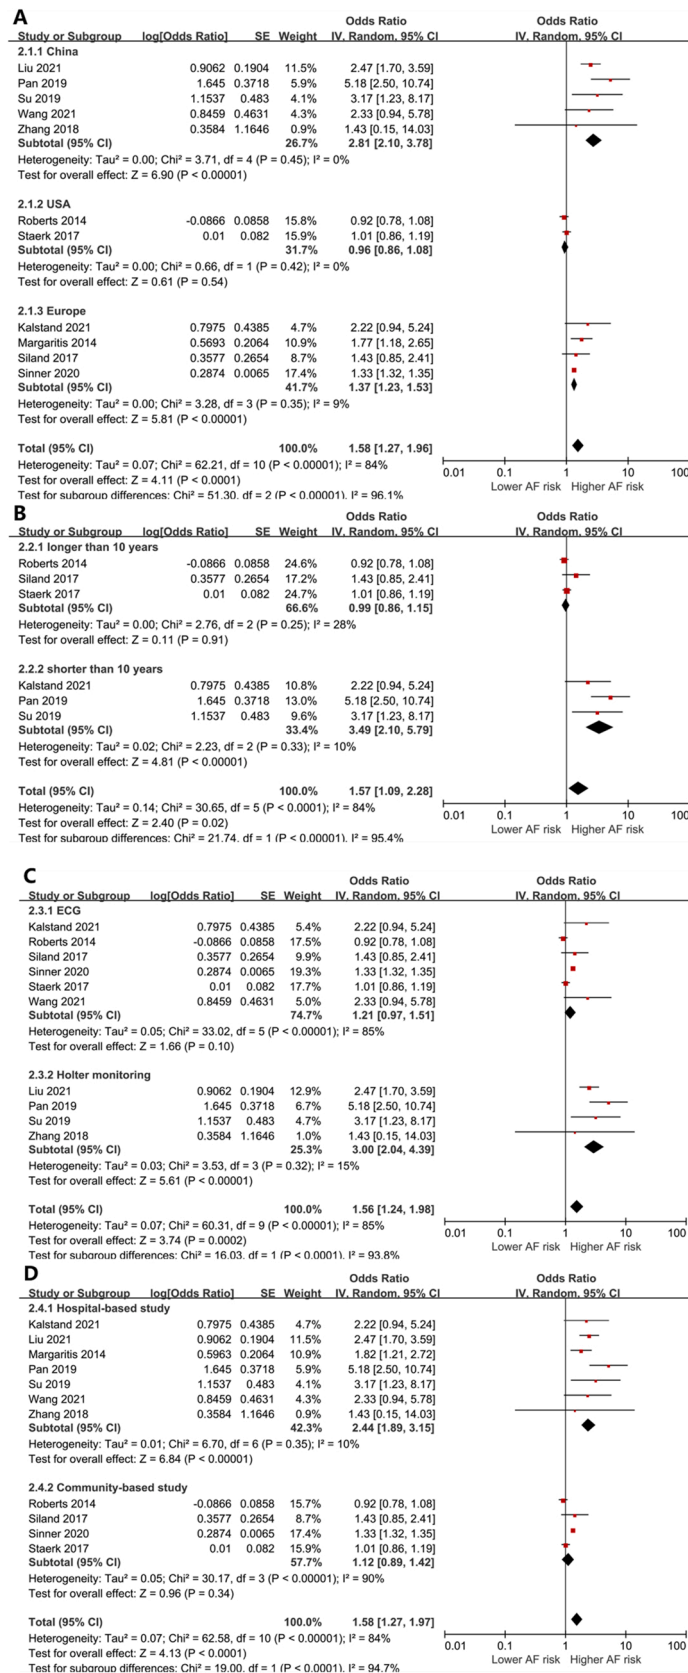 A
Odds Ratio Odds Ratio
Study or Subgroup log[Odds Ratio] SE Weight IV, Random, 95% CI IV, Random, 95% CI
2.1.1 China
Liu 2021 0.9062 0.1904 11.5% 2.47 [1.70, 3.59]
Pan 2019 1.645 0.3718 5.9% 5.18 [2.50, 10.74]
Su 2019 1.1537 0.483 4.1% 3.17 [1.23, 8.17]
Wang 2021 0.8459 0.4631 4.3% 2.33 [0.94, 5.78]
Zhang 2018 0.3584 1.1646 0.9% 1.43 [0.15, 14.03]
Subtotal (95% CI) 26.7% 2.81 [2.10, 3.78]
Heterogeneity: Tau² = 0.00; Chi² = 3.71, df = 4 (P = 0.45); I² = 0%
Test for overall effect: Z = 6.90 (P < 0.00001)
2.1.2 USA
Roberts 2014 -0.0866 0.0858 15.8% 0.92 [0.78, 1.08]
Staerk 2017 0.01 0.082 15.9% 1.01 [0.86, 1.19]
Subtotal (95% CI) 31.7% 0.96 [0.86, 1.08]
Heterogeneity: Tau² = 0.00; Chi² = 0.66, df = 1 (P = 0.42); I² = 0%
Test for overall effect: Z = 0.61 (P = 0.54)
2.1.3 Europe
Kalstand 2021 0.7975 0.4385 4.7% 2.22 [0.94, 5.24]
Margaritis 2014 0.5693 0.2064 10.9% 1.77 [1.18, 2.65]
Siland 2017 0.3577 0.2654 8.7% 1.43 [0.85, 2.41]
Sinner 2020 0.2874 0.0065 17.4% 1.33 [1.32, 1.35]
Subtotal (95% CI) 41.7% 1.37 [1.23, 1.53]
Heterogeneity: Tau² = 0.00; Chi² = 3.28, df = 3 (P = 0.35); I² = 9%
Test for overall effect: Z = 5.81 (P < 0.00001)
Total (95% CI) 100.0% 1.58 [1.27, 1.96]
Heterogeneity: Tau² = 0.07; Chi² = 62.21, df = 10 (P < 0.00001); I² = 84%
Test for overall effect: Z = 4.11 (P < 0.0001)
Test for subgroup differences: Chi² = 51.30, df = 2 (P < 0.00001), I² = 96.1%
0.01 0.1 1 10 100
Lower AF risk Higher AF risk
B
Odds Ratio Odds Ratio
Study or Subgroup log[Odds Ratio] SE Weight IV, Random, 95% CI IV, Random, 95% CI
2.2.1 longer than 10 years
Roberts 2014 -0.0866 0.0858 24.6% 0.92 [0.78, 1.08]
Siland 2017 0.3577 0.2654 17.2% 1.43 [0.85, 2.41]
Staerk 2017 0.01 0.082 24.7% 1.01 [0.86, 1.19]
Subtotal (95% CI) 66.6% 0.99 [0.86, 1.15]
Heterogeneity: Tau² = 0.00; Chi² = 2.76, df = 2 (P = 0.25); I² = 28%
Test for overall effect: Z = 0.11 (P = 0.91)
2.2.2 shorter than 10 years
Kalstand 2021 0.7975 0.4385 10.8% 2.22 [0.94, 5.24]
Pan 2019 1.645 0.3718 13.0% 5.18 [2.50, 10.74]
Su 2019 1.1537 0.483 9.6% 3.17 [1.23, 8.17]
Subtotal (95% CI) 33.4% 3.49 [2.10, 5.79]
Heterogeneity: Tau² = 0.02; Chi² = 2.23, df = 2 (P = 0.33); I² = 10%
Test for overall effect: Z = 4.81 (P < 0.00001)
Total (95% CI) 100.0% 1.57 [1.09, 2.28]
Heterogeneity: Tau² = 0.14; Chi² = 30.65, df = 5 (P < 0.0001); I² = 84%
Test for overall effect: Z = 2.40 (P = 0.02)
Test for subgroup differences: Chi² = 21.74, df = 1 (P < 0.00001), I² = 95.4%
0.01 0.1 1 10 100
Lower AF risk Higher AF risk
C
Odds Ratio Odds Ratio
Study or Subgroup log[Odds Ratio] SE Weight IV, Random, 95% CI IV, Random, 95% CI
2.3.1 ECG
Kalstand 2021 0.7975 0.4385 5.4% 2.22 [0.94, 5.24]
Roberts 2014 -0.0866 0.0858 17.5% 0.92 [0.78, 1.08]
Siland 2017 0.3577 0.2654 9.9% 1.43 [0.85, 2.41]
Sinner 2020 0.2874 0.0065 19.3% 1.33 [1.32, 1.35]
Staerk 2017 0.01 0.082 17.7% 1.01 [0.86, 1.19]
Wang 2021 0.8459 0.4631 5.0% 2.33 [0.94, 5.78]
Subtotal (95% CI) 74.7% 1.21 [0.97, 1.51]
Heterogeneity: Tau² = 0.05; Chi² = 33.02, df = 5 (P < 0.00001); I² = 85%
Test for overall effect: Z = 1.66 (P = 0.10)
2.3.2 Holter monitoring
Liu 2021 0.9062 0.1904 12.9% 2.47 [1.70, 3.59]
Pan 2019 1.645 0.3718 6.7% 5.18 [2.50, 10.74]
Su 2019 1.1537 0.483 4.7% 3.17 [1.23, 8.17]
Zhang 2018 0.3584 1.1646 1.0% 1.43 [0.15, 14.03]
Subtotal (95% CI) 25.3% 3.00 [2.04, 4.39]
Heterogeneity: Tau² = 0.03; Chi² = 3.53, df = 3 (P = 0.32); I² = 15%
Test for overall effect: Z = 5.61 (P < 0.00001)
Total (95% CI) 100.0% 1.56 [1.24, 1.98]
Heterogeneity: Tau² = 0.07; Chi² = 60.31, df = 9 (P < 0.00001); I² = 85%
Test for overall effect: Z = 3.74 (P = 0.0002)
Test for subgroup differences: Chi² = 16.03, df = 1 (P < 0.0001), I² = 93.8%
0.01 0.1 1 10 100
Lower AF risk Higher AF risk
D
Odds Ratio Odds Ratio
Study or Subgroup log[Odds Ratio] SE Weight IV, Random, 95% CI IV, Random, 95% CI
2.4.1 Hospital-based study
Kalstand 2021 0.7975 0.4385 4.7% 2.22 [0.94, 5.24]
Liu 2021 0.9062 0.1904 11.5% 2.47 [1.70, 3.59]
Margaritis 2014 0.5963 0.2064 10.9% 1.82 [1.21, 2.72]
Pan 2019 1.645 0.3718 5.9% 5.18 [2.50, 10.74]
Su 2019 1.1537 0.483 4.1% 3.17 [1.23, 8.17]
Wang 2021 0.8459 0.4631 4.3% 2.33 [0.94, 5.78]
Zhang 2018 0.3584 1.1646 0.9% 1.43 [0.15, 14.03]
Subtotal (95% CI) 42.3% 2.44 [1.89, 3.15]
Heterogeneity: Tau² = 0.01; Chi² = 6.70, df = 6 (P = 0.35); I² = 10%
Test for overall effect: Z = 6.84 (P < 0.00001)
2.4.2 Community-based study
Roberts 2014 -0.0866 0.0858 15.7% 0.92 [0.78, 1.08]
Siland 2017 0.3577 0.2654 8.7% 1.43 [0.85, 2.41]
Sinner 2020 0.2874 0.0065 17.4% 1.33 [1.32, 1.35]
Staerk 2017 0.01 0.082 15.9% 1.01 [0.86, 1.19]
Subtotal (95% CI) 57.7% 1.12 [0.89, 1.42]
Heterogeneity: Tau² = 0.05; Chi² = 30.17, df = 3 (P < 0.00001); I² = 90%
Test for overall effect: Z = 0.96 (P = 0.34)
Total (95% CI) 100.0% 1.58 [1.27, 1.97]
Heterogeneity: Tau² = 0.07; Chi² = 62.58, df = 10 (P < 0.00001); I² = 84%
Test for overall effect: Z = 4.13 (P < 0.0001)
Test for subgroup differences: Chi² = 19.00, df = 1 (P < 0.0001), I² = 94.7%
0.01 0.1 1 10 100
Lower AF risk Higher AF risk